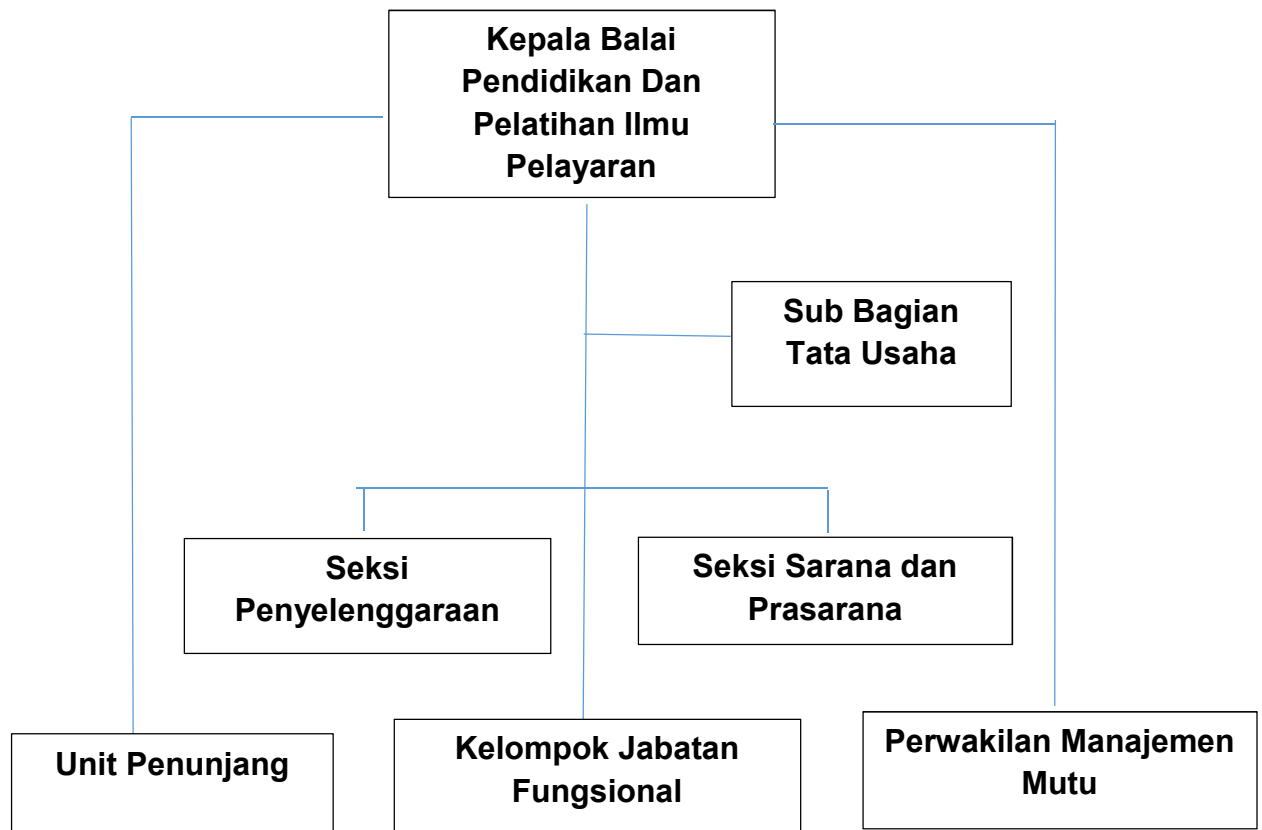 Kepala Balai
Pendidikan Dan
Pelatihan Ilmu
Pelayaran
Sub Bagian
Tata Usaha
Seksi
Penyelenggaraan
Seksi Sarana dan
Prasarana
Unit Penunjang
Kelompok Jabatan
Fungsional
Perwakilan Manajemen
Mutu